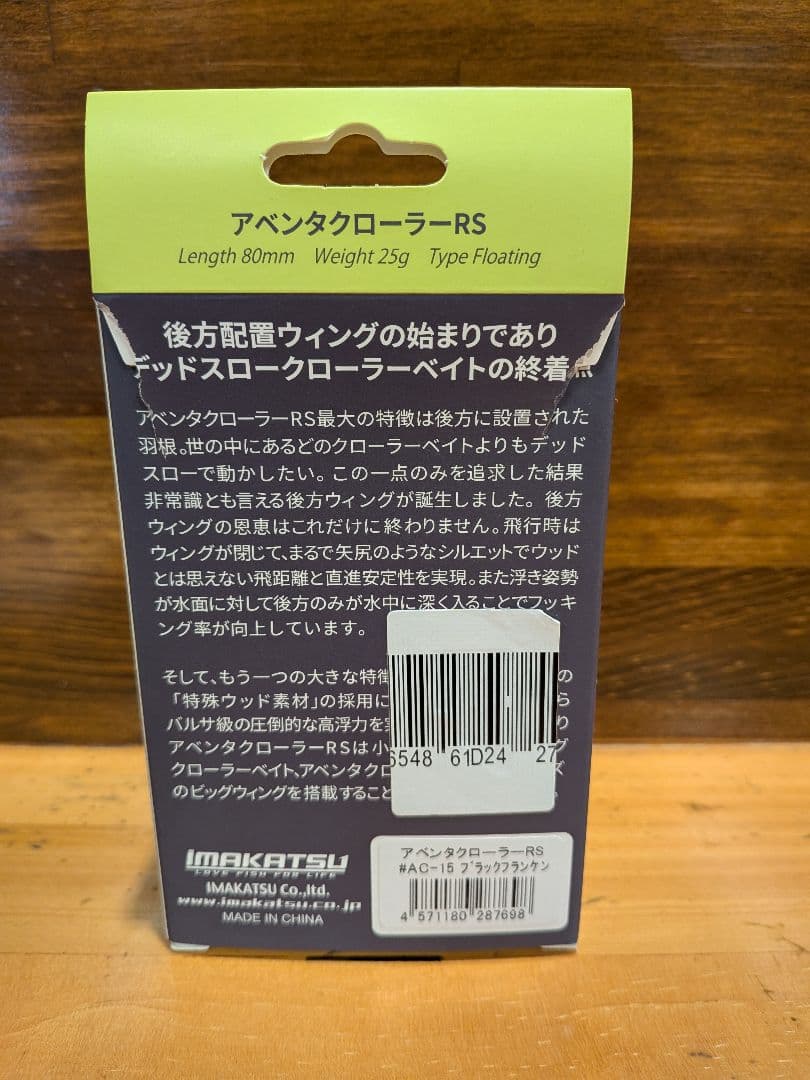 アベンタクローラーRS
Length 80mm Weight 25g Type Floating
後方配置ウィングの始まりであり
デッドスロークローラーベイトの終着点
アベンタクローラーRS最大の特徴は後方に設置された
羽根。世の中にあるどのクローラーベイトよりもデッド
スローで動かしたい。この一点のみを追求した結果
非常識とも言える後方ウィングが誕生しました。後方
ウィングの恩恵はこれだけに終わりません。飛行時は
ウィングが閉じて、まるで矢尻のようなシルエットでウッド
とは思えない飛距離と直進安定性を実現。また浮き姿勢
が水面に対して後方のみが水中に深く入ることでフッキ
ング率が向上しています。
そして、もう一つの大きな特徴 の
「特殊ウッド素材」の採用に ら
バルサ級の圧倒的な高浮力を り
アベンタクローラーRSは小 グ
クローラーベイト、アベンタクロ ズ
のビッグウィングを搭載すること
6548 61D24 27
IMAKATSU
LOVE FISH FOR LIFE
IMAKATSU Co.,ltd.
www.imakatsu.co.jp
MADE IN CHINA
アベンタクローラーRS
#AC-15 ブラックフランケン
4 571180 287698